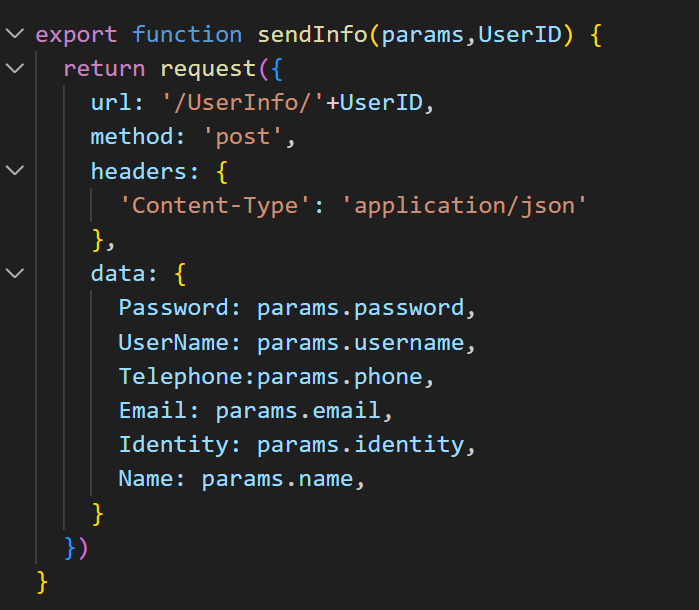 export function sendInfo(params,UserID) {
  return request({
    url: '/UserInfo/'+UserID,
    method: 'post',
    headers: {
      'Content-Type': 'application/json'
    },
    data: {
      Password: params.password,
      UserName: params.username,
      Telephone:params.phone,
      Email: params.email,
      Identity: params.identity,
      Name: params.name,
    }
  })
}